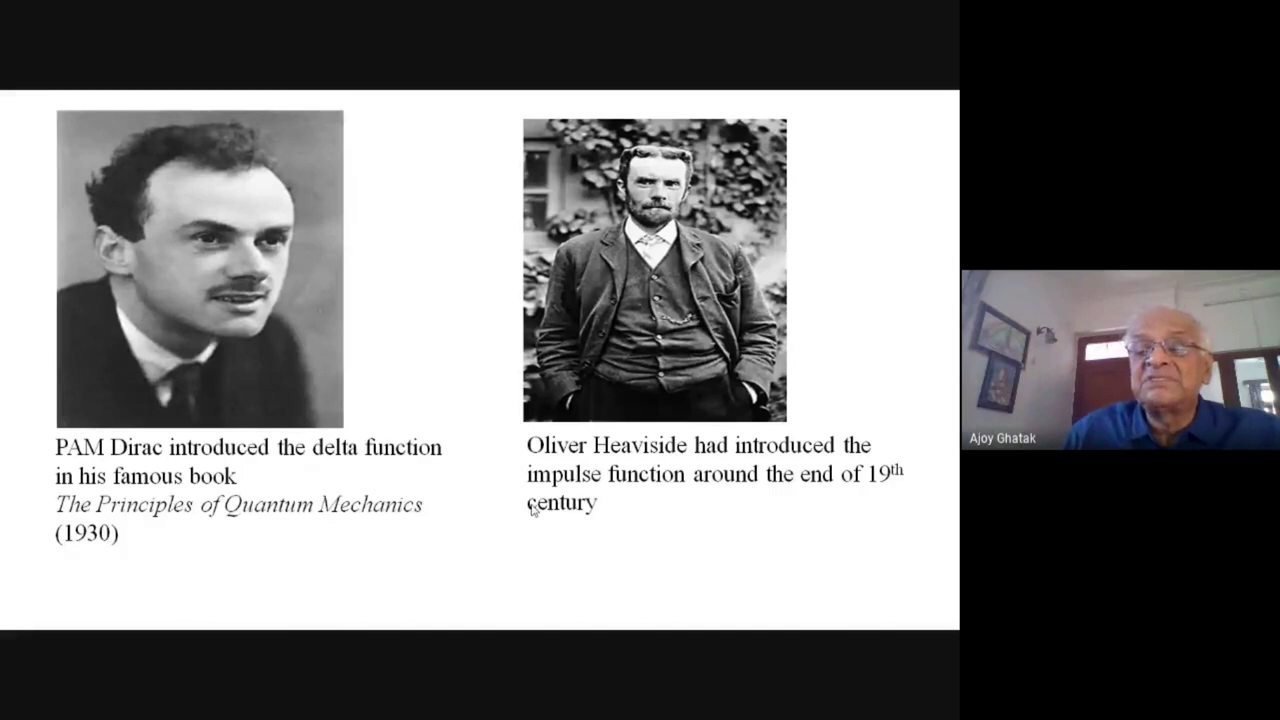 PAM Dirac introduced the delta function
in his famous book
The Principles of Quantum Mechanics
(1930)
Oliver Heaviside had introduced the
impulse function around the end of 19th
century
Ajoy Ghatak